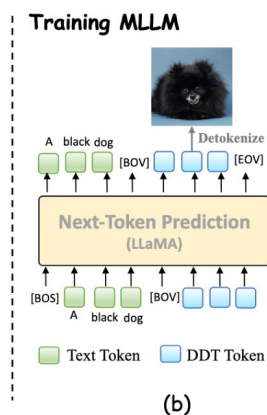 Training MLLM
Detokenize
A black dog [BOV] [EOV]
Next-Token Prediction
(LLaMA)
[BOS] A black dog [BOV]
Text Token DDT Token
(b)